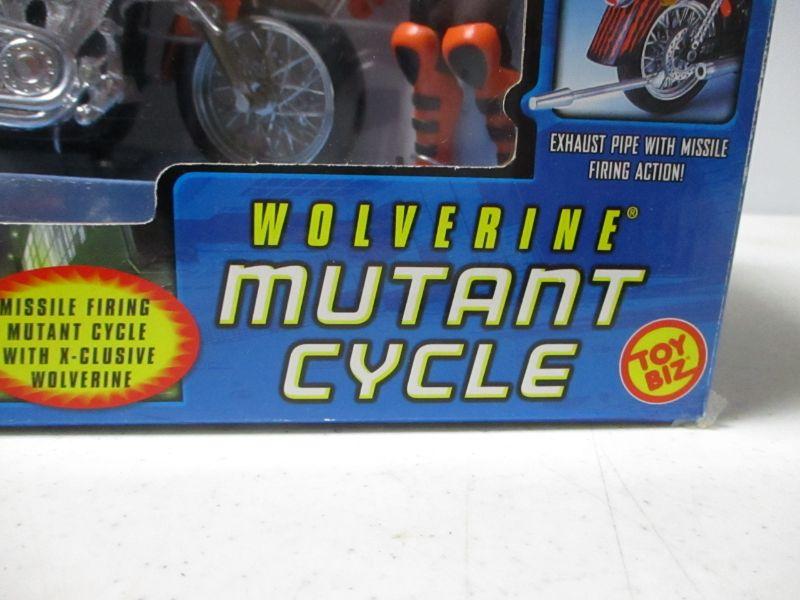 EXHAUST PIPE WITH MISSILE
FIRING ACTION!
WOLVERINE®
MUTANT
CYCLE
MISSILE FIRING
MUTANT CYCLE
WITH X-CLUSIVE
WOLVERINE
TOY
BIZ